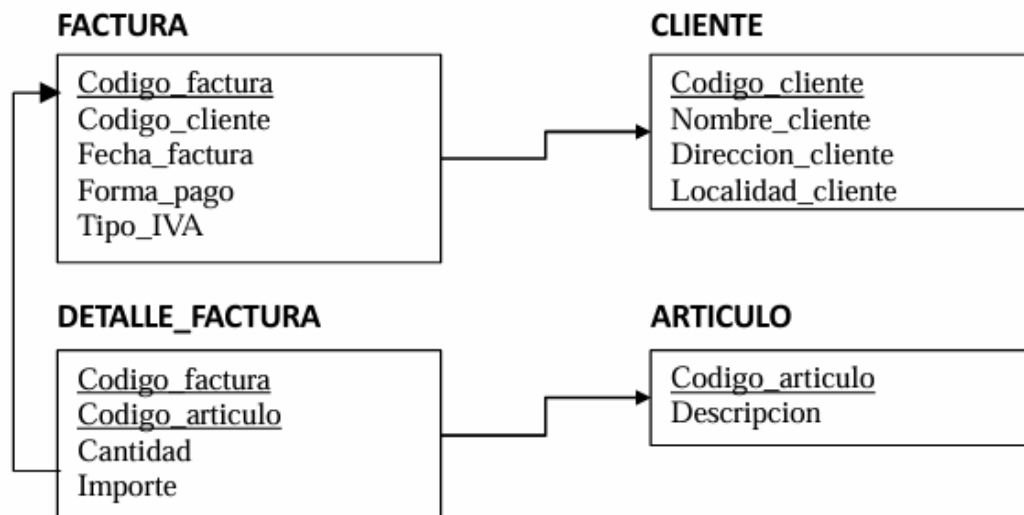 FACTURA
Codigo_factura
Codigo_cliente
Fecha_factura
Forma_pago
Tipo_IVA
CLIENTE
Codigo_cliente
Nombre_cliente
Direccion_cliente
Localidad_cliente
DETALLE_FACTURA
Codigo_factura
Codigo_articulo
Cantidad
Importe
ARTICULO
Codigo_articulo
Descripcion